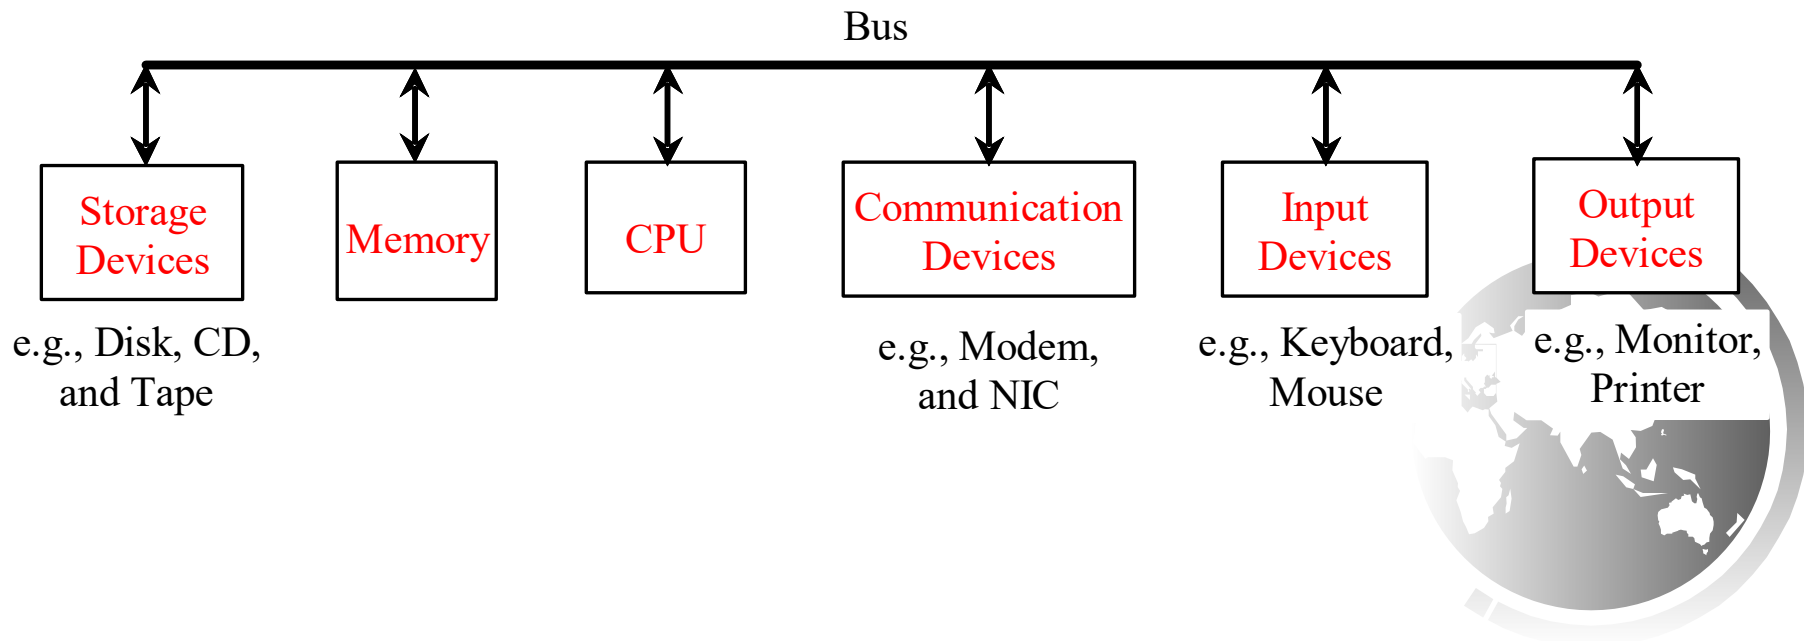 Bus
Storage
Devices
Memory
CPU
Communication
Devices
Input
Devices
Output
Devices
e.g., Disk, CD,
and Tape
e.g., Modem,
and NIC
e.g., Keyboard,
Mouse
e.g., Monitor,
Printer